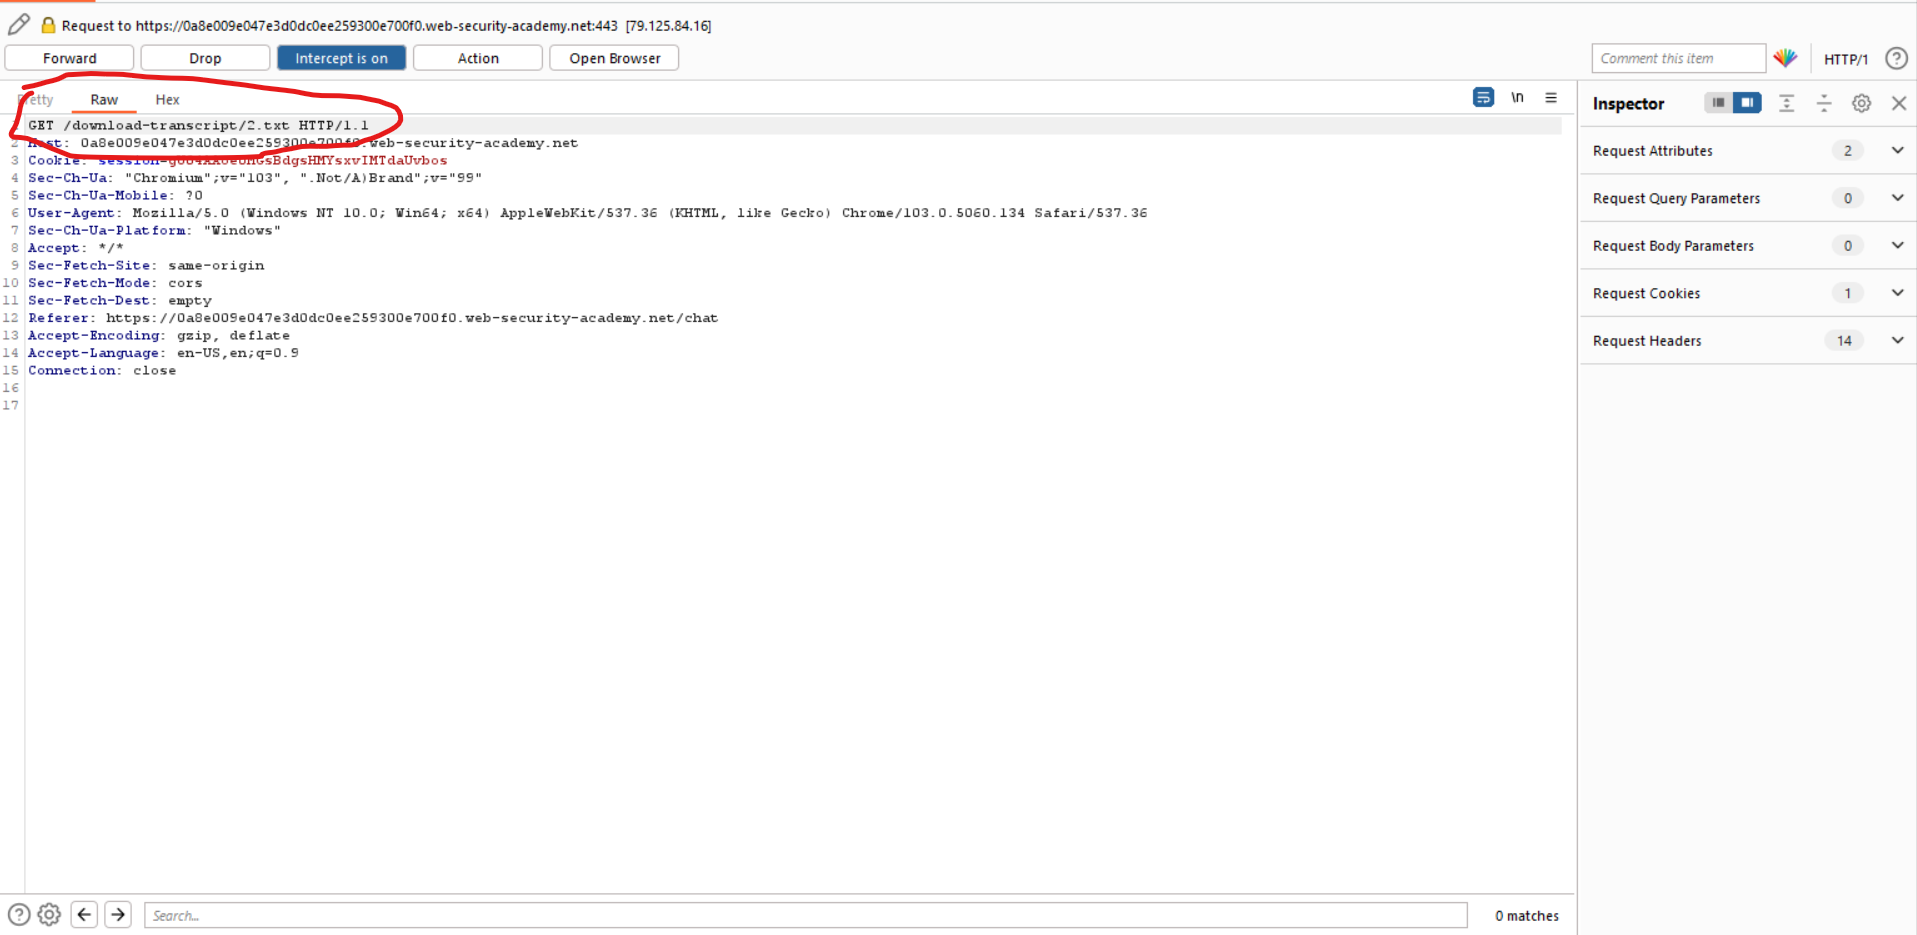 Request to https://0a8e009e047e3d0dc0ee259300e700f0.web-security-academy.net:443 [79.125.84.16]
Forward Drop Intercept is on Action Open Browser Comment this item HTTP/1 ?
Raw Hex \n
Inspector
GET /download-transcript/2.txt HTTP/1.1
2 Host: 0a8e009e047e3d0dc0ee259300e700f0.web-security-academy.net
3 Cookie:
4 Sec-Ch-Ua: "Chromium";v="103", ".Not/A)Brand";v="99"
5 Sec-Ch-Ua-Mobile: ?0
6 User-Agent: Mozilla/5.0 (Windows NT 10.0; Win64; x64) AppleWebKit/537.36 (KHTML, like Gecko) Chrome/103.0.5060.134 Safari/537.36
7 Sec-Ch-Ua-Platform: "Windows"
8 Accept: */*
9 Sec-Fetch-Site: same-origin
10 Sec-Fetch-Mode: cors
11 Sec-Fetch-Dest: empty
12 Referer: https://0a8e009e047e3d0dc0ee259300e700f0.web-security-academy.net/chat
13 Accept-Encoding: gzip, deflate
14 Accept-Language: en-US,en;q=0.9
15 Connection: close
16
17
Request Attributes 2
Request Query Parameters 0
Request Body Parameters 0
Request Cookies 1
Request Headers 14
? Search... 0 matches